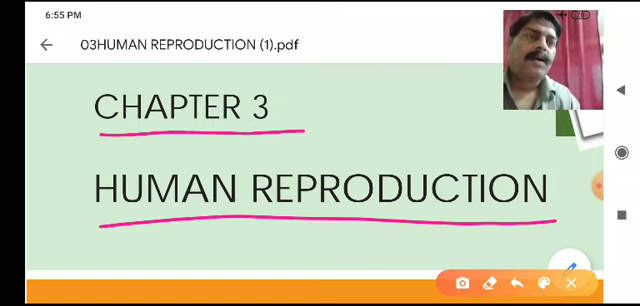 6:55 PM
03HUMAN REPRODUCTION (1).pdf
CHAPTER 3
HUMAN REPRODUCTION